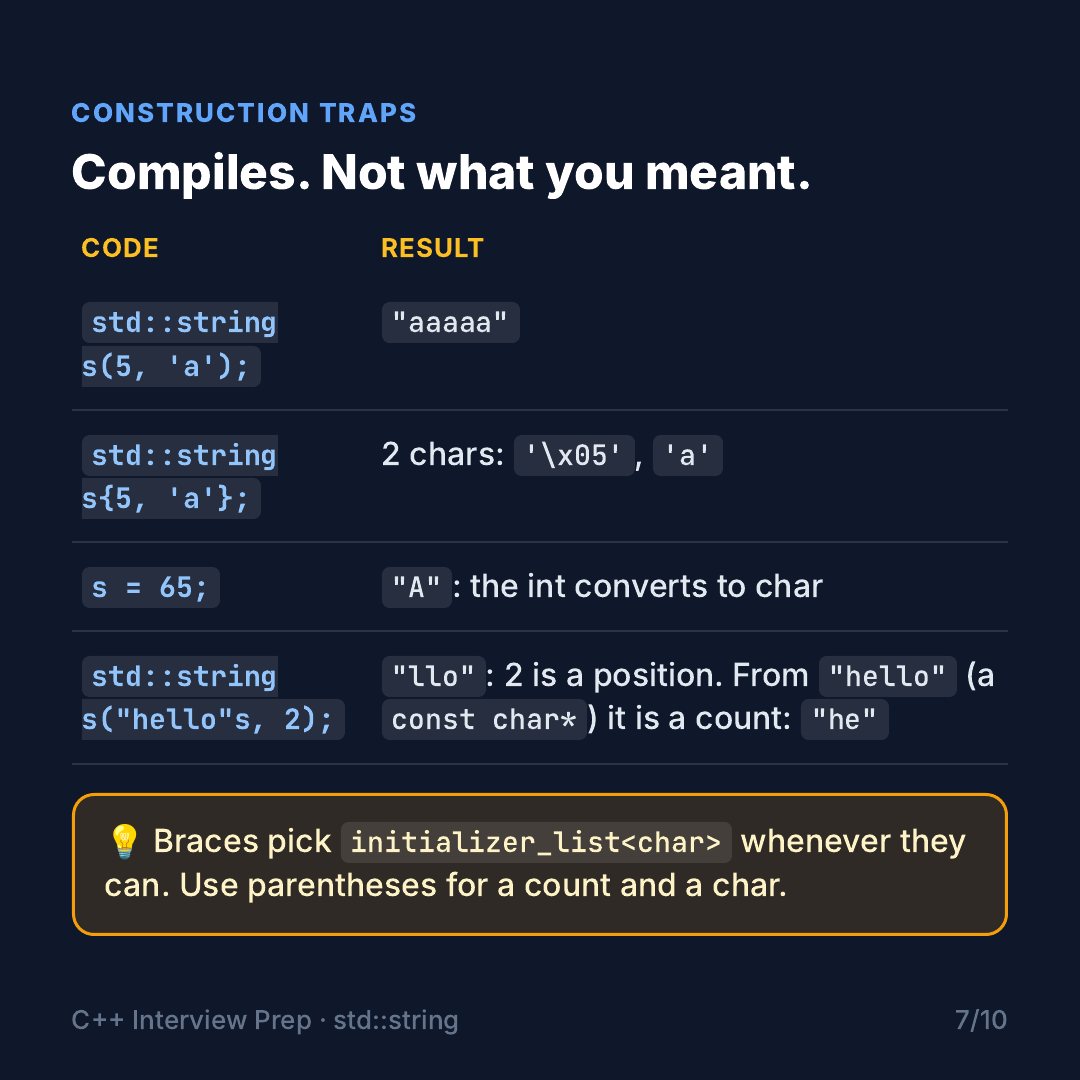 CONSTRUCTION TRAPS
Compiles. Not what you meant.
CODE RESULT
std::string "aaaaa"
s(5, 'a');
std::string 2 chars: '\x05', 'a'
s{5, 'a'};
s = 65; "A": the int converts to char
std::string "llo": 2 is a position. From "hello" (a
s("hello"s, 2); const char*) it is a count: "he"
💡 Braces pick initializer_list<char> whenever they
can. Use parentheses for a count and a char.
C++ Interview Prep · std::string 7/10